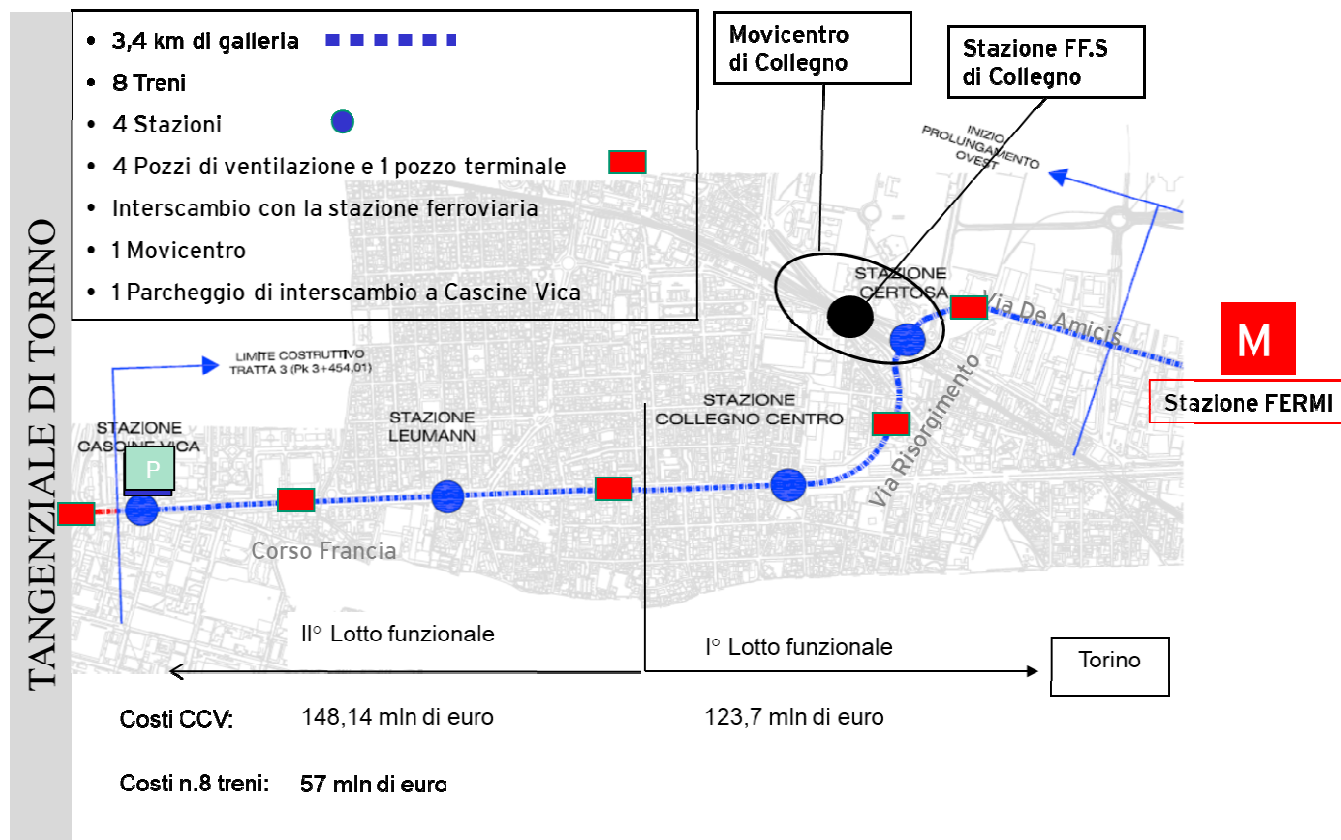 TANGENZIALE DI TORINO
• 3,4 km di galleria
• 8 Treni
• 4 Stazioni
• 4 Pozzi di ventilazione e 1 pozzo terminale
• Interscambio con la stazione ferroviaria
• 1 Movicentro
• 1 Parcheggio di interscambio a Cascine Vica
Movicentro
di Collegno
Stazione FF.S
di Collegno
INIZIO
PROLUNGAMENTO
OVEST
STAZIONE
CERTOSA
Via De Amicis
M
Stazione FERMI
LIMITE COSTRUTTIVO
TRATTA 3 (Pk 3+454.01)
STAZIONE
CASCINE VICA
P
STAZIONE
LEUMANN
STAZIONE
COLLEGNO CENTRO
Via Risorgimento
Corso Francia
II° Lotto funzionale
I° Lotto funzionale
Torino
Costi CCV: 148,14 mln di euro 123,7 mln di euro
Costi n.8 treni: 57 mln di euro